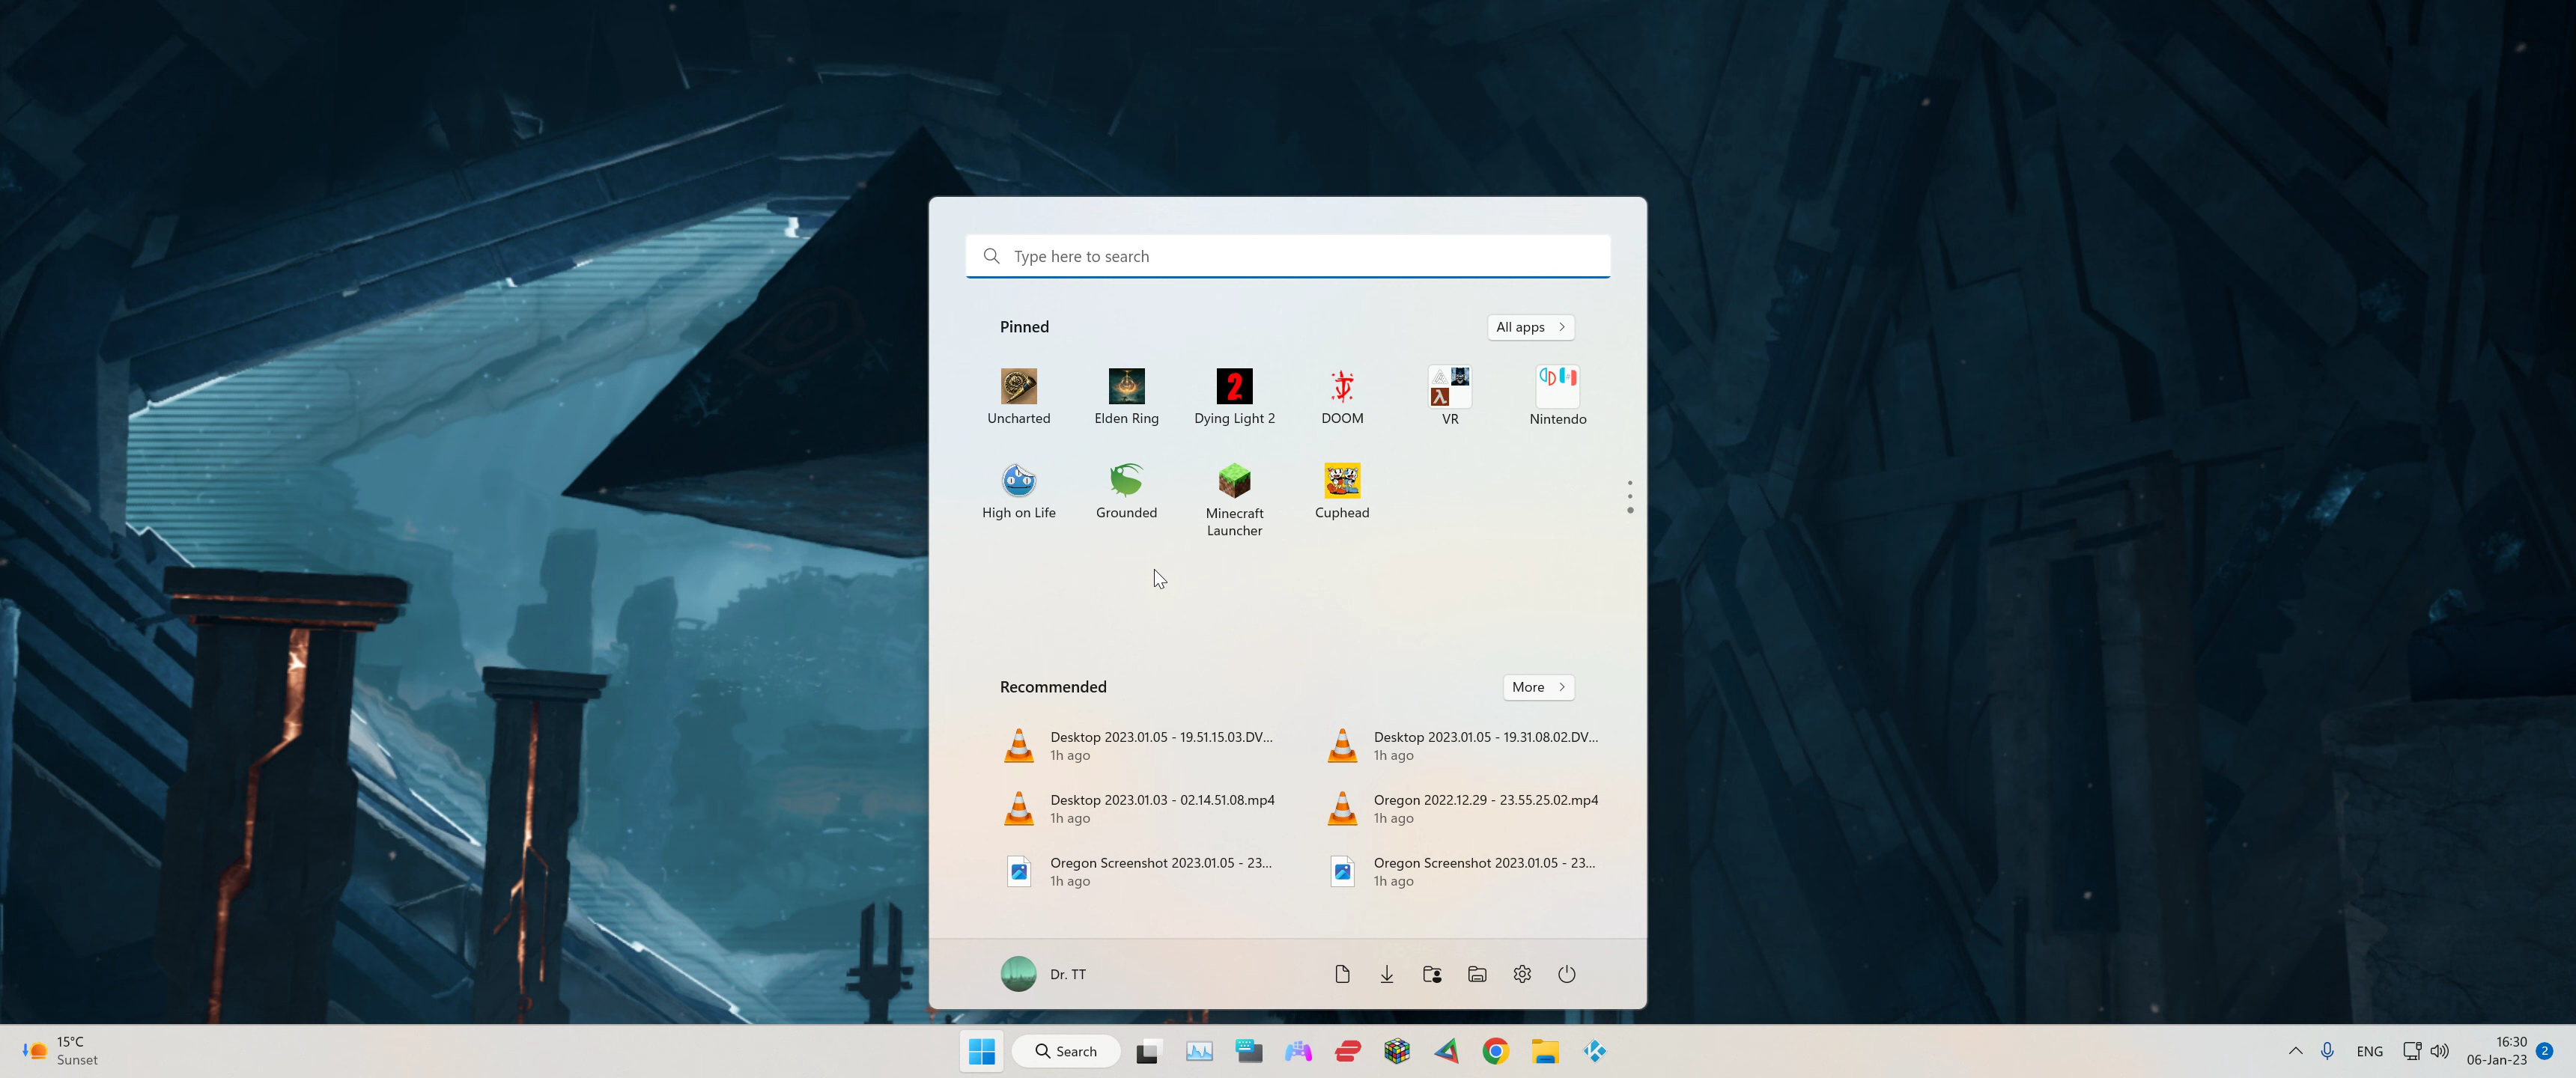 Type here to search
Pinned
All apps
Uncharted
Elden Ring
Dying Light 2
DOOM
VR
Nintendo
High on Life
Grounded
Minecraft
Launcher
Cuphead
Recommended
More
Desktop 2023.01.05 - 19.51.15.03.DV...
1h ago
Desktop 2023.01.05 - 19.31.08.02.DV...
1h ago
Desktop 2023.01.03 - 02.14.51.08.mp4
1h ago
Oregon 2022.12.29 - 23.55.25.02.mp4
1h ago
Oregon Screenshot 2023.01.05 - 23...
1h ago
Oregon Screenshot 2023.01.05 - 23...
1h ago
Dr. TT
15°C
Sunset
Search
ENG
16:30
06-Jan-23
2